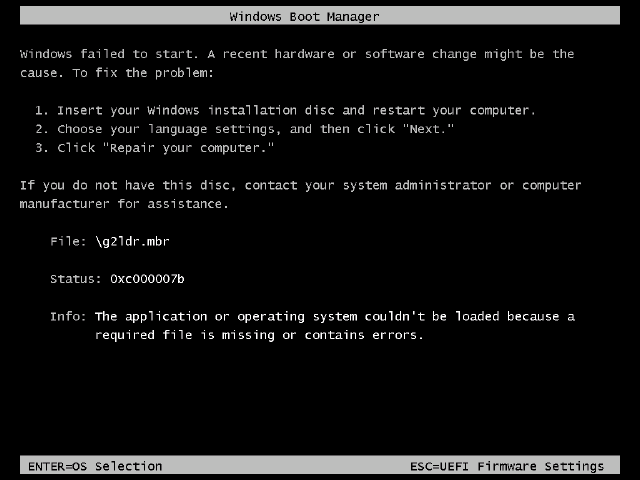 Windows Boot Manager
Windows failed to start. A recent hardware or software change might be the
cause. To fix the problem:
1. Insert your Windows installation disc and restart your computer.
2. Choose your language settings, and then click "Next."
3. Click "Repair your computer."
If you do not have this disc, contact your system administrator or computer
manufacturer for assistance.
File: \g2ldr.mbr
Status: 0xc000007b
Info: The application or operating system couldn't be loaded because a
required file is missing or contains errors.
ENTER=OS Selection ESC=UEFI Firmware Settings